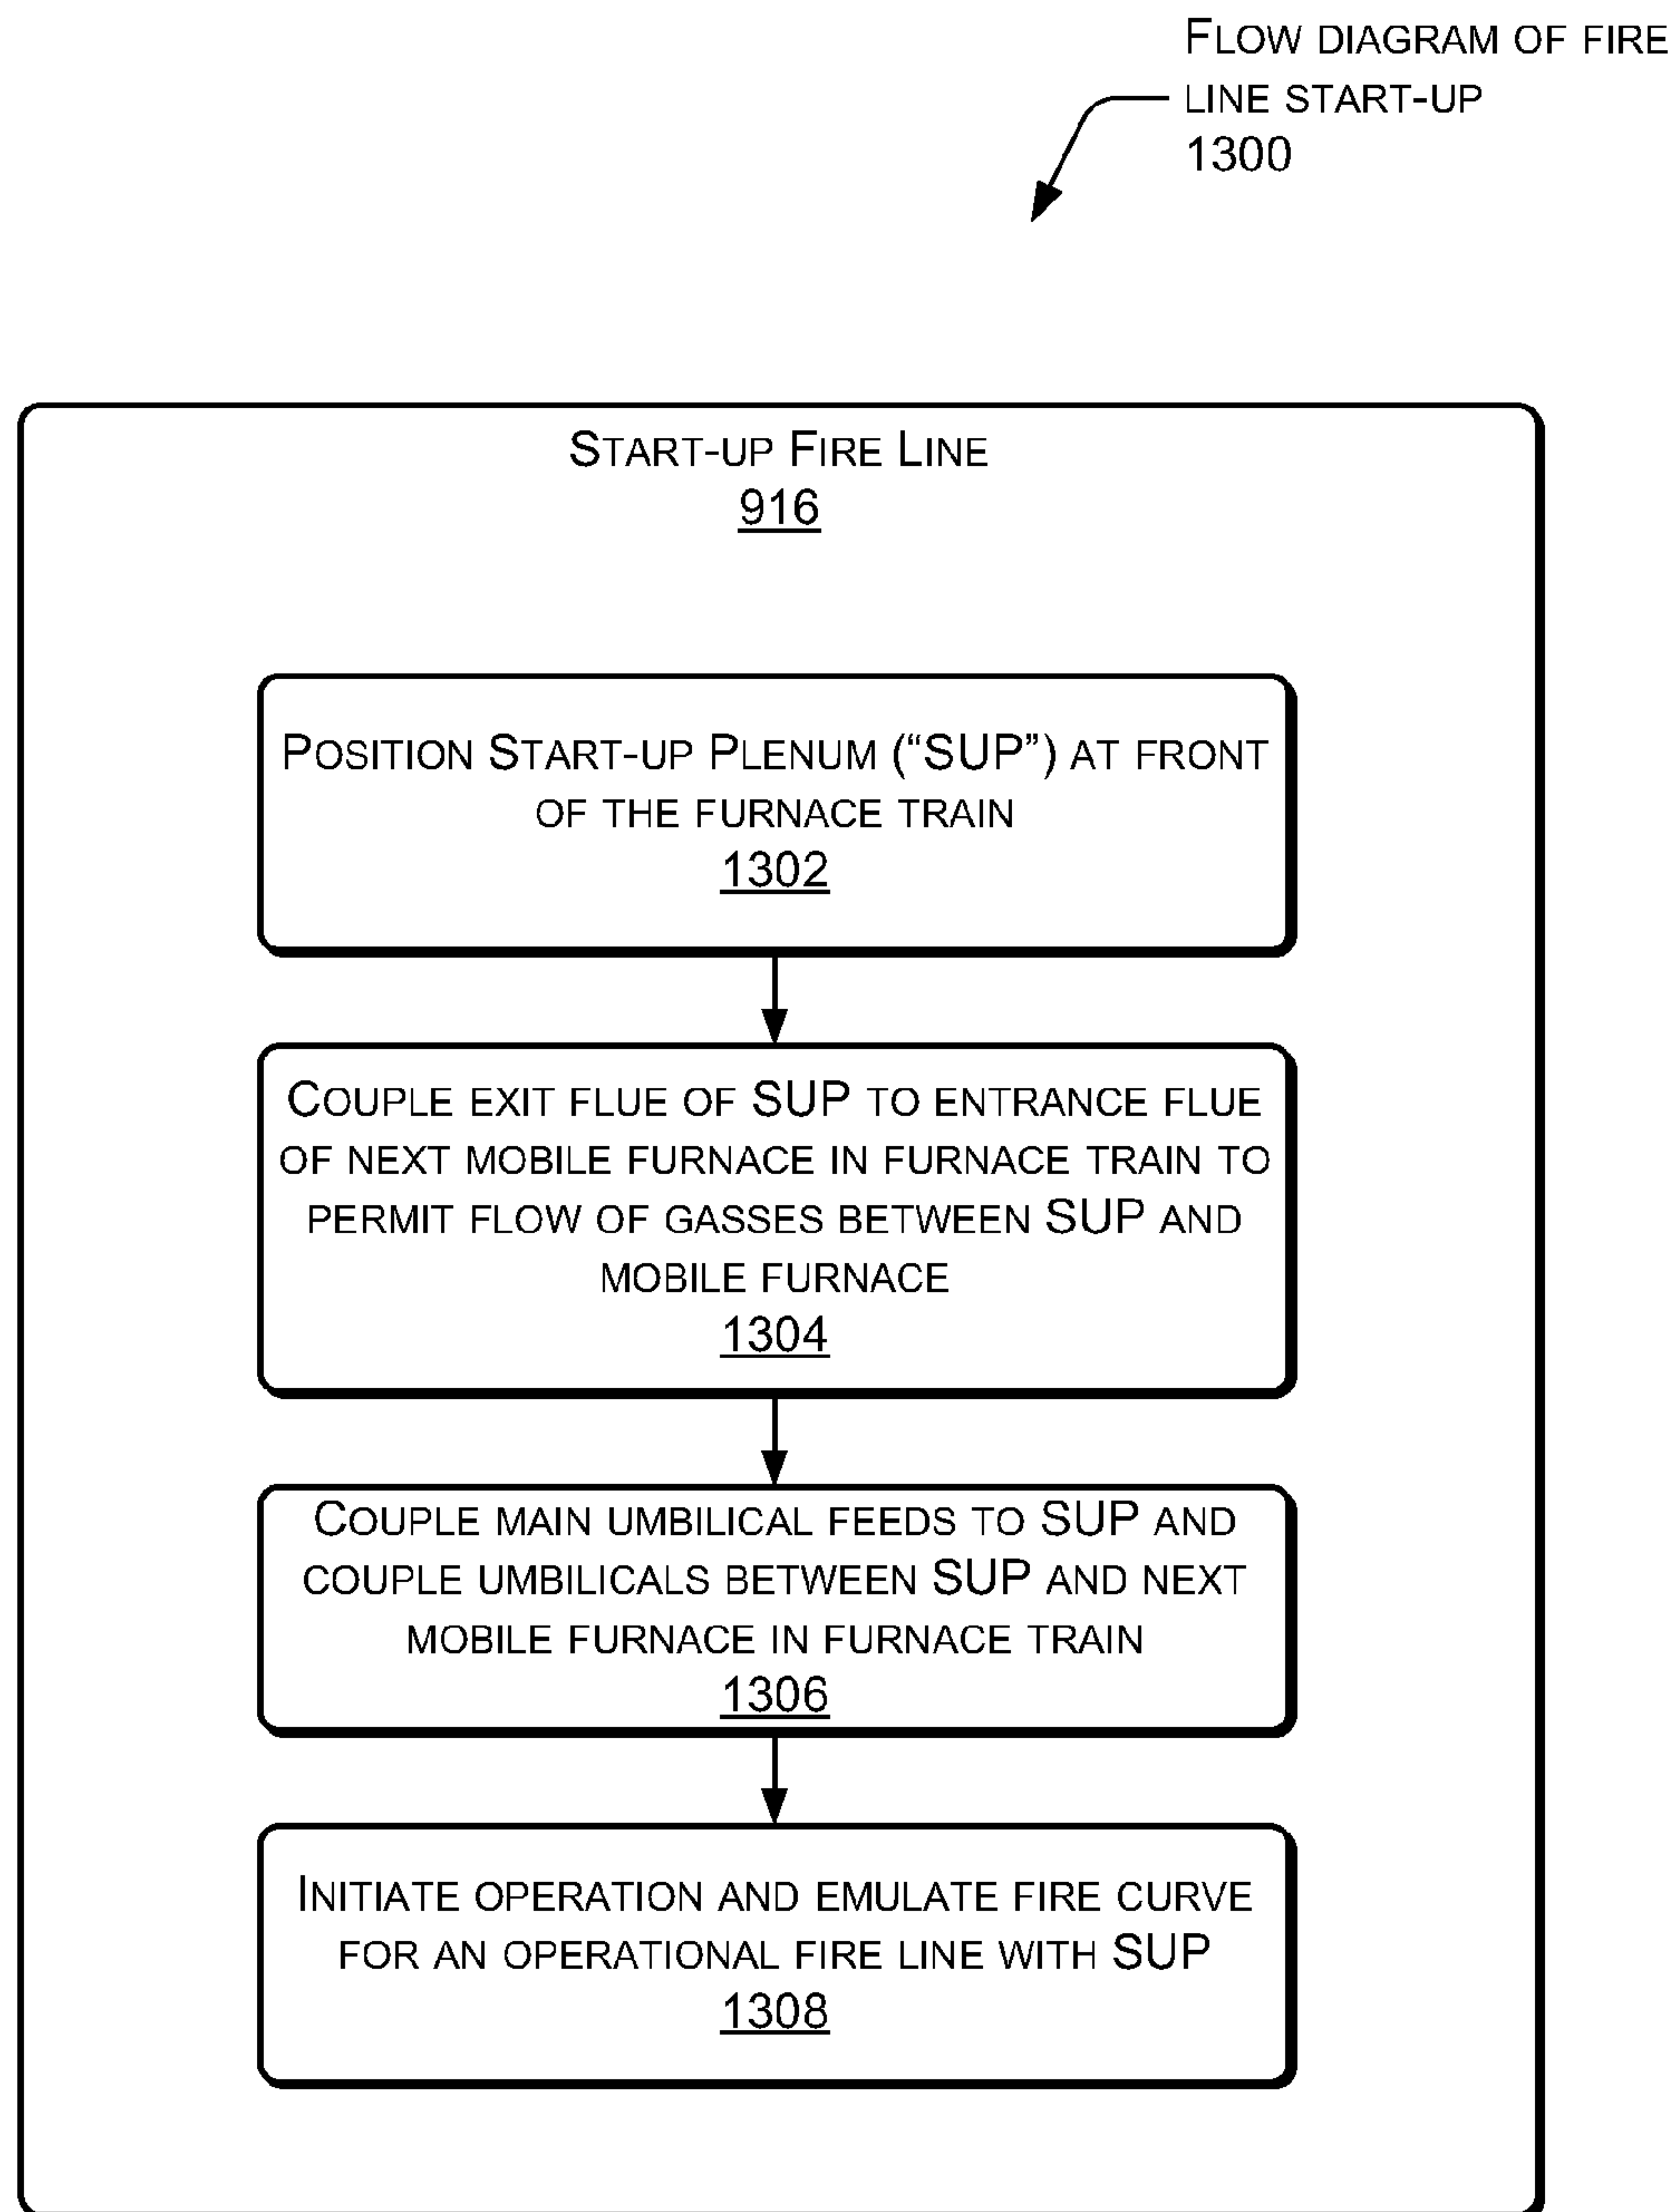 FLOW DIAGRAM OF FIRE
LINE START-UP
1300
START-UP FIRE LINE
916
POSITION START-UP PLENUM (“SUP”) AT FRONT
OF THE FURNACE TRAIN
1302
COUPLE EXIT FLUE OF SUP TO ENTRANCE FLUE
OF NEXT MOBILE FURNACE IN FURNACE TRAIN TO
PERMIT FLOW OF GASSES BETWEEN SUP AND
MOBILE FURNACE
1304
COUPLE MAIN UMBILICAL FEEDS TO SUP AND
COUPLE UMBILICALS BETWEEN SUP AND NEXT
MOBILE FURNACE IN FURNACE TRAIN
1306
INITIATE OPERATION AND EMULATE FIRE CURVE
FOR AN OPERATIONAL FIRE LINE WITH SUP
1308